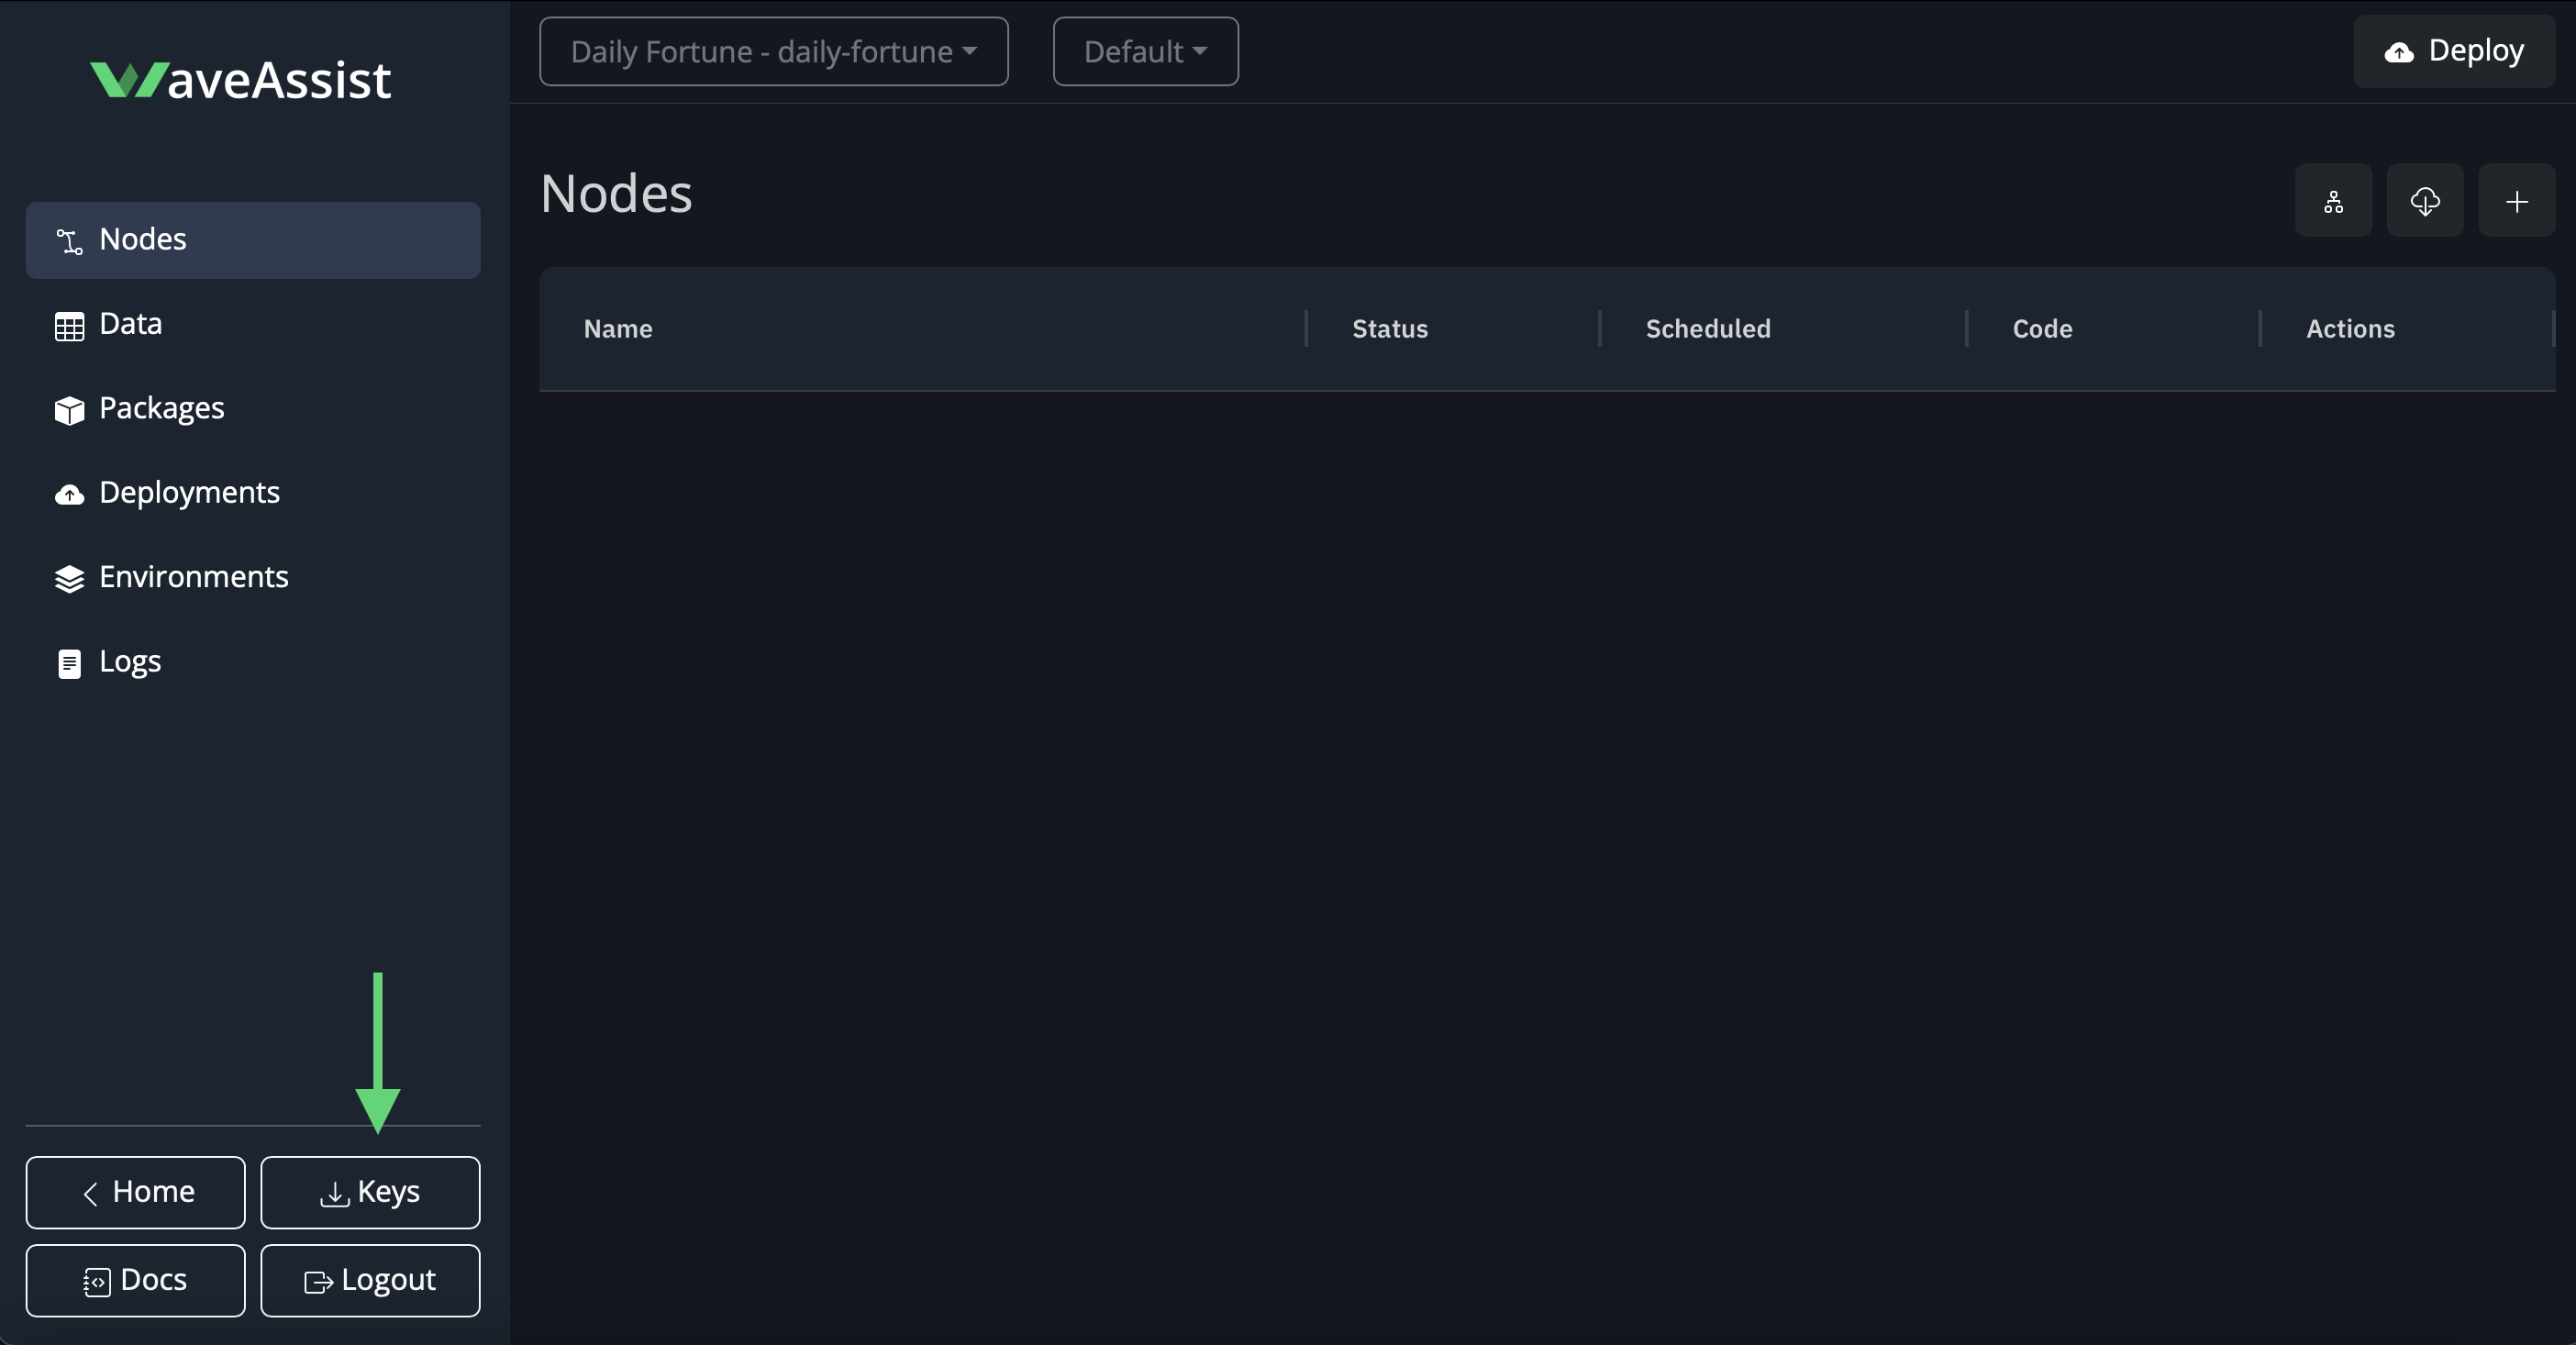 WaveAssist
Daily Fortune - daily-fortune
Default
Deploy
Nodes
Data
Packages
Deployments
Environments
Logs
Home
Keys
Docs
Logout
Nodes
Name Status Scheduled Code Actions